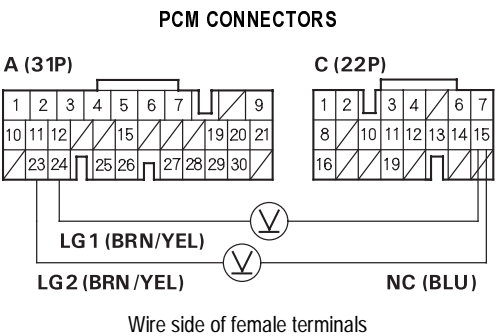 PCM CONNECTORS
A (31P) C (22P)
1 2 3 4 5 6 7 9 1 2 3 4 6 7
10 11 12 15 19 20 21 8 10 11 12 13 14 15
23 24 25 26 27 28 29 30 16 19
LG1 (BRN/YEL)
LG2 (BRN /YEL) NC (BLU)
Wire side of female terminals